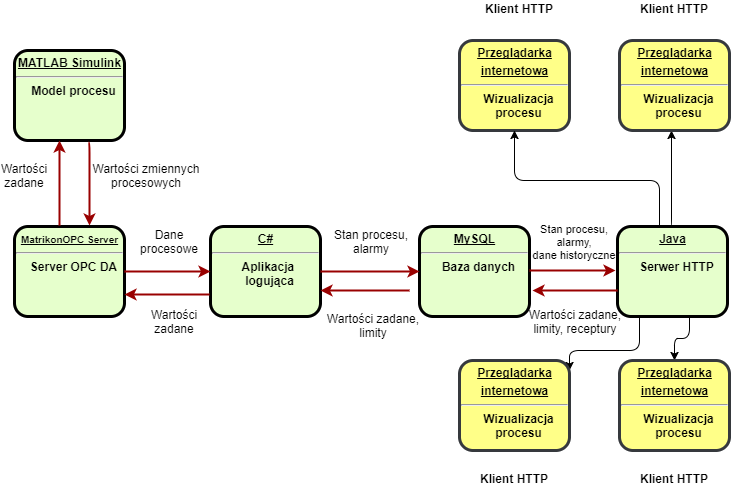 Klient HTTP
Klient HTTP
Przeglądarka
internetowa
Wizualizacja
procesu
Przeglądarka
internetowa
Wizualizacja
procesu
MATLAB Simulink
Model procesu
Wartości
zadane
Wartości zmiennych
procesowych
MatrikonOPC Server
Server OPC DA
Dane
procesowe
Wartości
zadane
C#
Aplikacja
logująca
Stan procesu,
alarmy
Wartości zadane,
limity
MySQL
Baza danych
Stan procesu,
alarmy,
dane historyczne
Wartości zadane,
limity, receptury
Java
Serwer HTTP
Przeglądarka
internetowa
Wizualizacja
procesu
Przeglądarka
internetowa
Wizualizacja
procesu
Klient HTTP
Klient HTTP